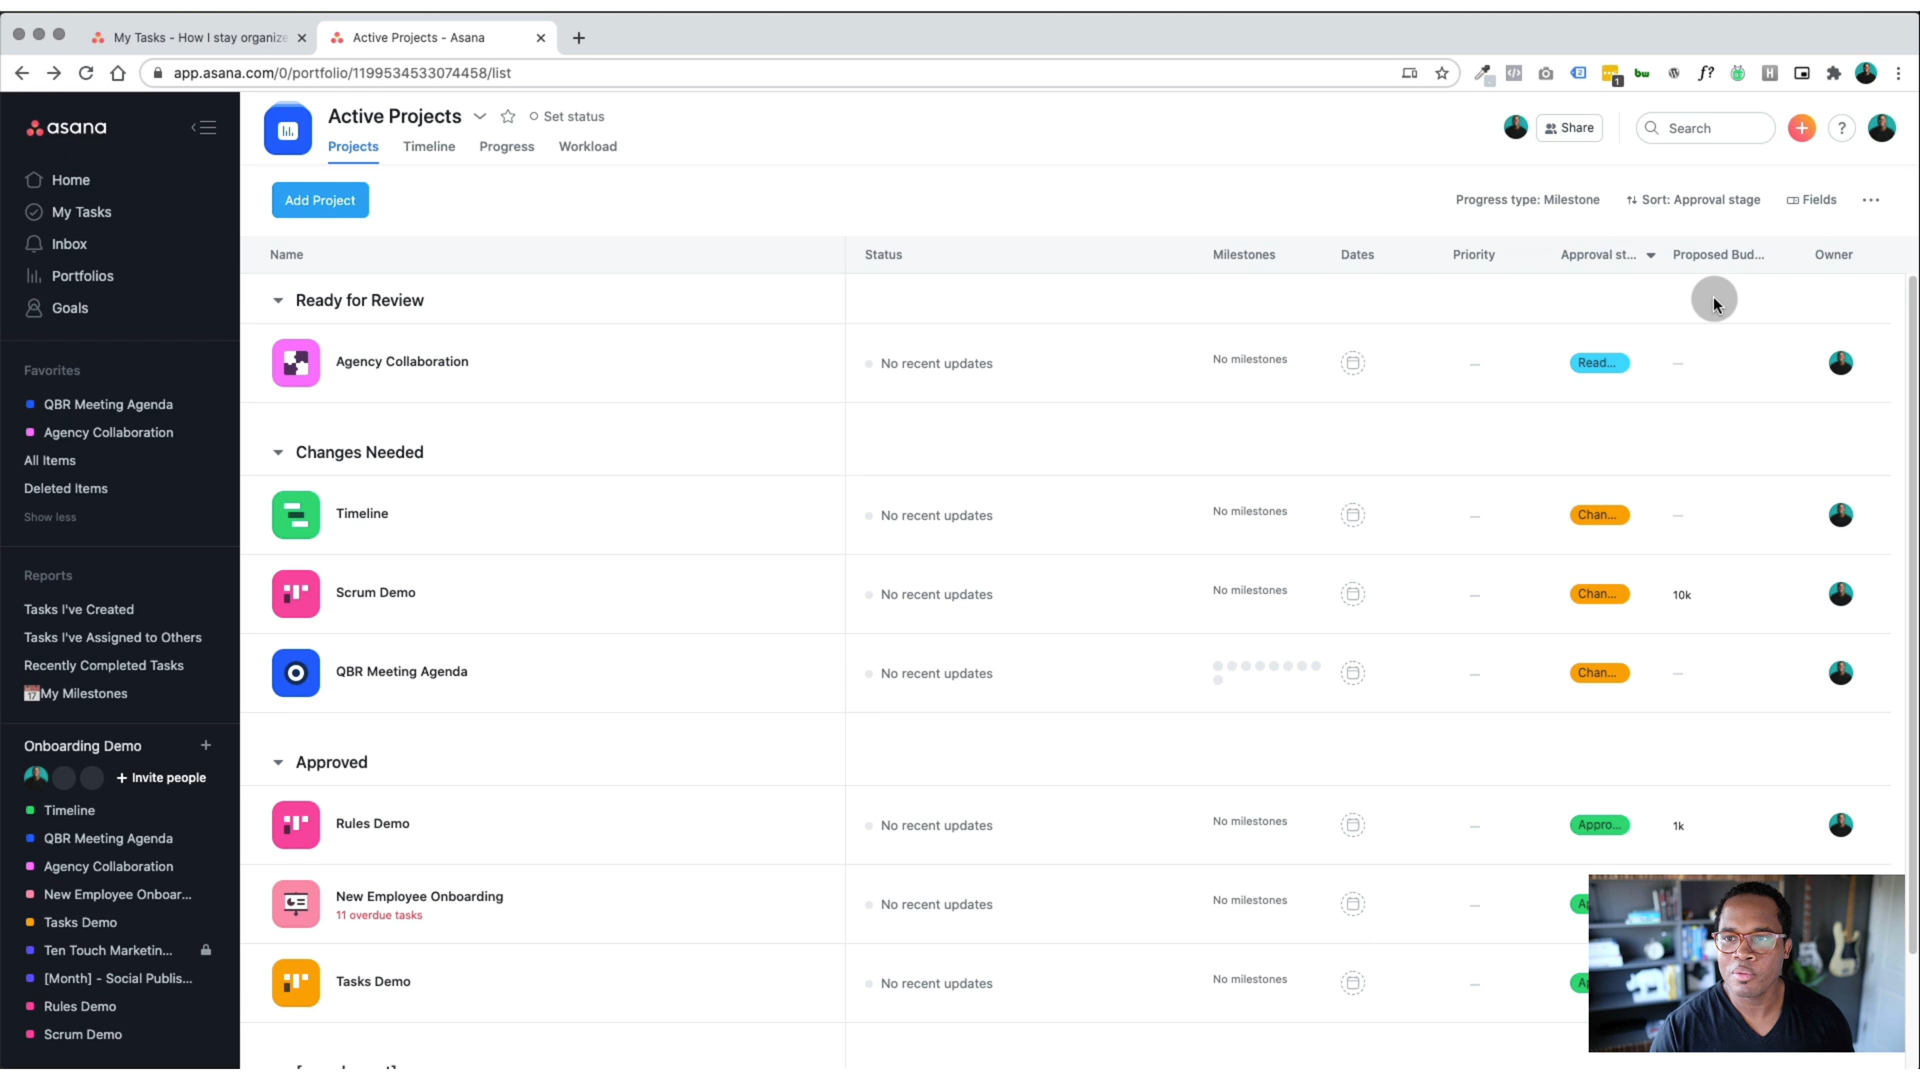 My Tasks - How I stay organize
Active Projects - Asana
app.asana.com/0/portfolio/1199534533074458/list
asana
Home
My Tasks
Inbox
Portfolios
Goals
Favorites
QBR Meeting Agenda
Agency Collaboration
All Items
Deleted Items
Show less
Reports
Tasks I've Created
Tasks I've Assigned to Others
Recently Completed Tasks
My Milestones
Onboarding Demo
Invite people
Timeline
QBR Meeting Agenda
Agency Collaboration
New Employee Onboar...
Tasks Demo
Ten Touch Marketin...
[Month] - Social Publis...
Rules Demo
Scrum Demo
Active Projects
Set status
Projects Timeline Progress Workload
Share
Search
Add Project
Progress type: Milestone Sort: Approval stage Fields
Name Status Milestones Dates Priority Approval st... Proposed Bud... Owner
Ready for Review
Agency Collaboration No recent updates No milestones — Read... —
Changes Needed
Timeline No recent updates No milestones — Chan... —
Scrum Demo No recent updates No milestones — Chan... 10k
QBR Meeting Agenda No recent updates — Chan... —
Approved
Rules Demo No recent updates No milestones — Appro... 1k
New Employee Onboarding No recent updates No milestones —
11 overdue tasks
Tasks Demo No recent updates No milestones —